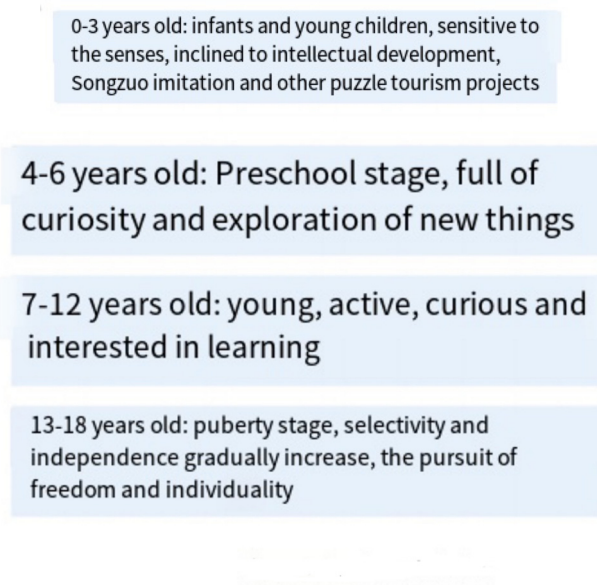 0-3 years old: infants and young children, sensitive to
the senses, inclined to intellectual development,
Songzuo imitation and other puzzle tourism projects
4-6 years old: Preschool stage, full of
curiosity and exploration of new things
7-12 years old: young, active, curious and
interested in learning
13-18 years old: puberty stage, selectivity and
independence gradually increase, the pursuit of
freedom and individuality